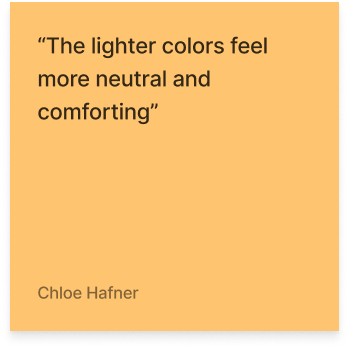 “The lighter colors feel
more neutral and
comforting”
Chloe Hafner